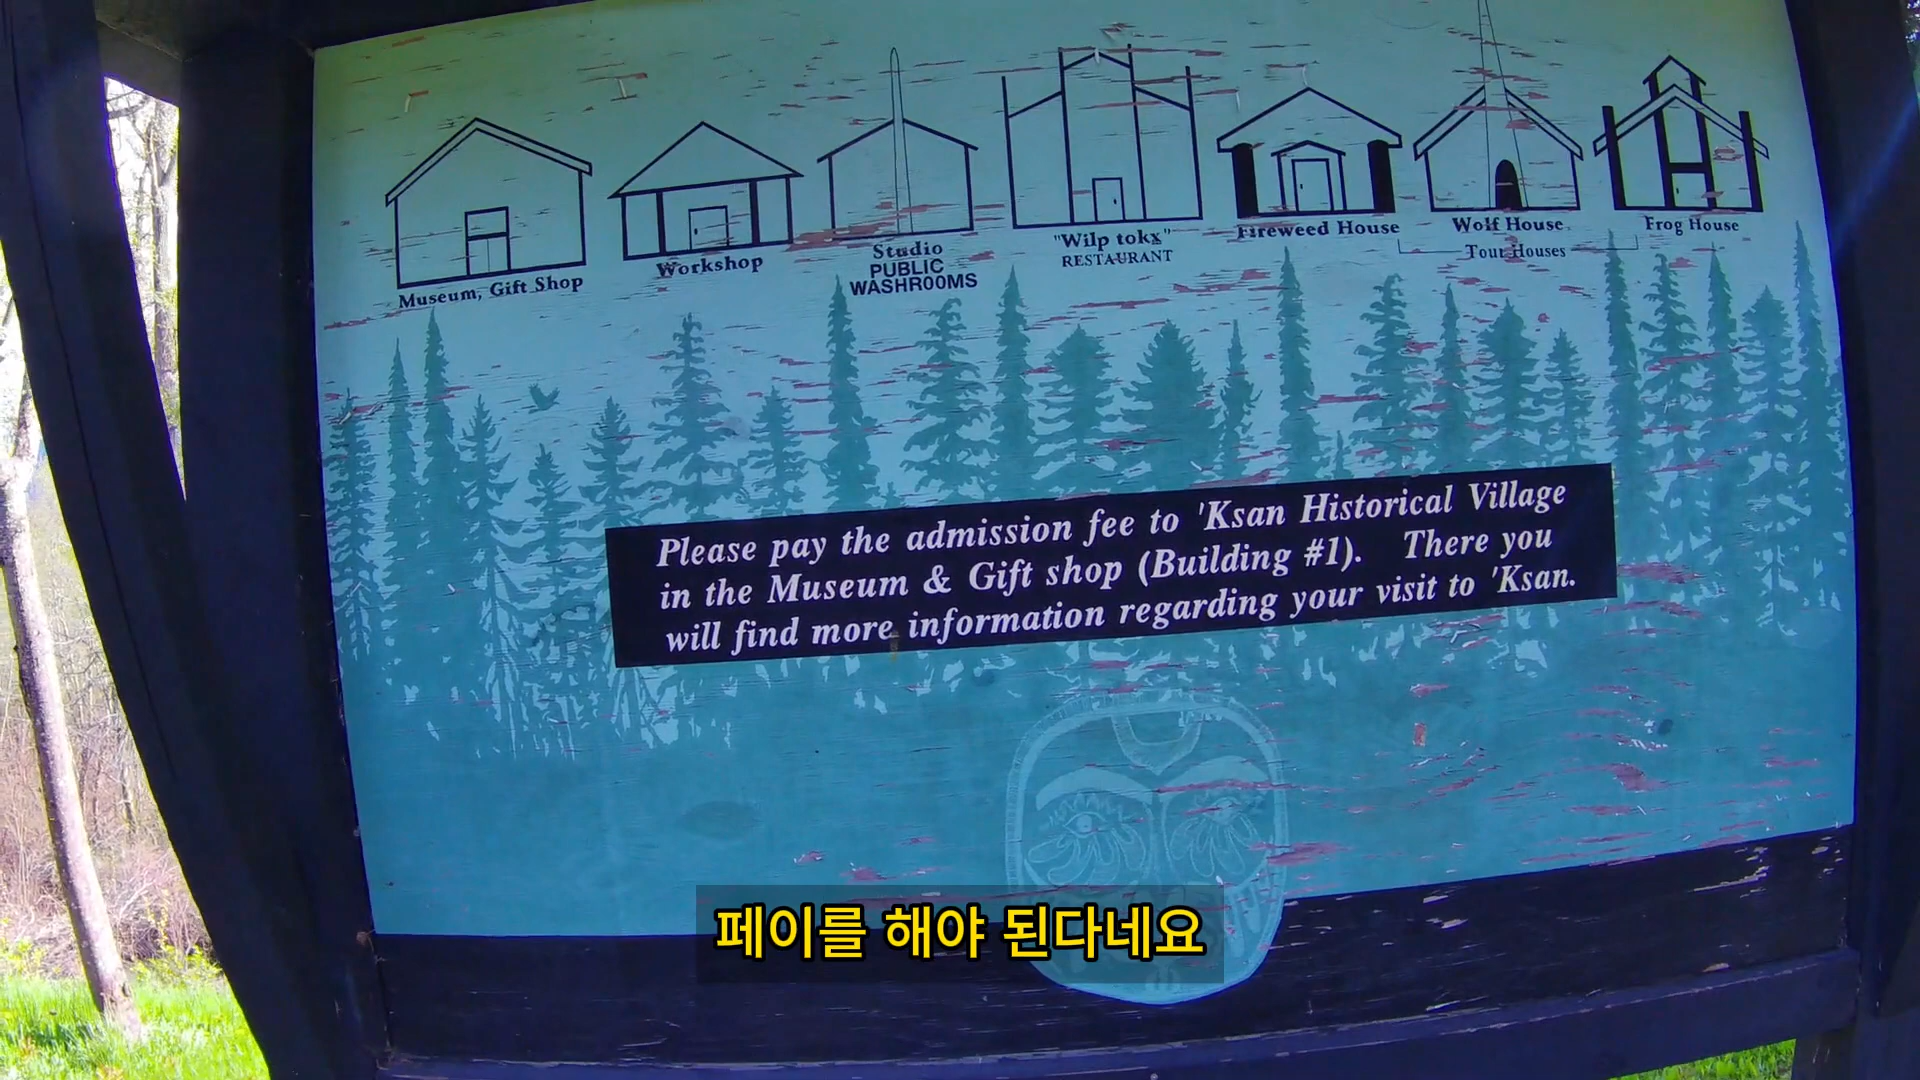 Museum, Gift Shop
Workshop
Studio
PUBLIC
WASHROOMS
"Wilp tokx"
RESTAURANT
Fireweed House
Wolf House
Frog House
Tour Houses
Please pay the admission fee to 'Ksan Historical Village
in the Museum & Gift shop (Building #1). There you
will find more information regarding your visit to 'Ksan.
페이를 해야 된다네요